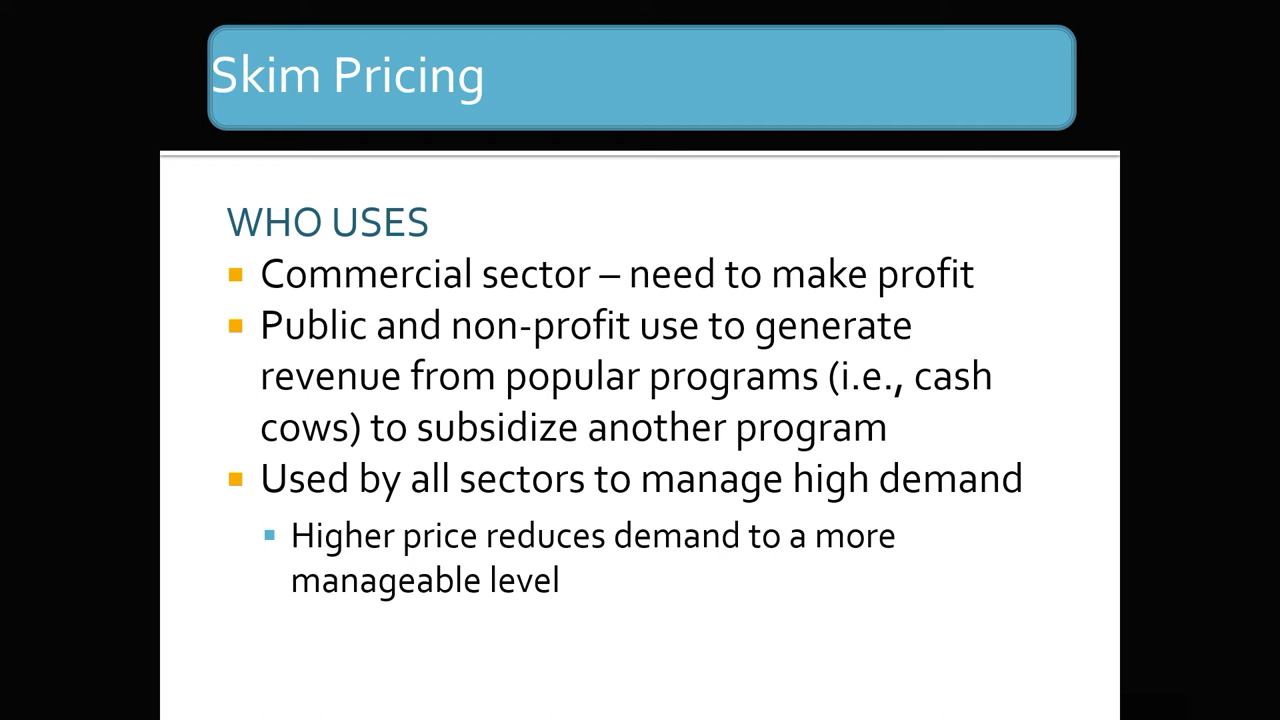 Skim Pricing
WHO USES
Commercial sector – need to make profit
Public and non-profit use to generate
revenue from popular programs (i.e., cash
cows) to subsidize another program
Used by all sectors to manage high demand
Higher price reduces demand to a more
manageable level